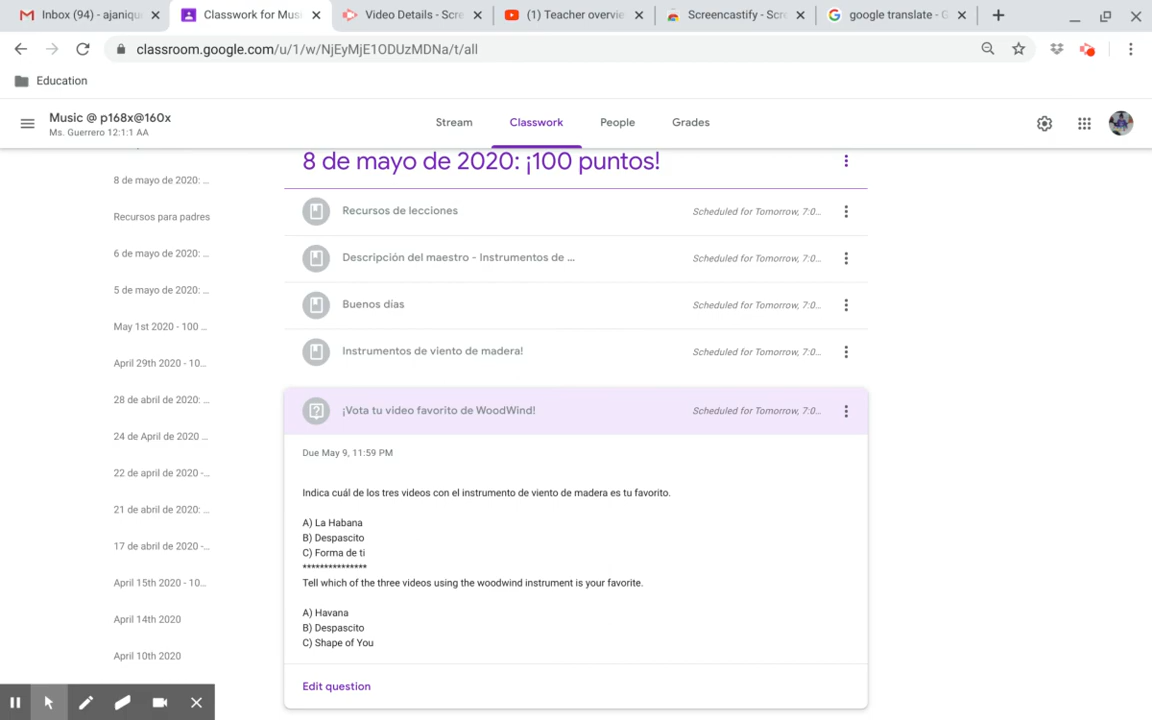 Inbox (94) - ajaniqu
Classwork for Mus
Video Details - Scre
(1) Teacher overvie
Screencastify - Scre
google translate - G
classroom.google.com/u/1/w/NjEyMjE1ODUzMDNa/t/all
Education
Music @ p168x@160x
Ms. Guerrero 12:1:1 AA
Stream
Classwork
People
Grades
8 de mayo de 2020: ...
Recursos para padres
6 de mayo de 2020: ...
5 de mayo de 2020: ...
May 1st 2020 - 100 ...
April 29th 2020 - 10...
28 de abril de 2020: ...
24 de April de 2020 ...
22 de april de 2020 -...
21 de abril de 2020: ...
17 de abril de 2020 -...
April 15th 2020 - 10...
April 14th 2020
April 10th 2020
8 de mayo de 2020: ¡100 puntos!
Recursos de lecciones Scheduled for Tomorrow, 7:0...
Descripción del maestro - Instrumentos de ... Scheduled for Tomorrow, 7:0...
Buenos días Scheduled for Tomorrow, 7:0...
Instrumentos de viento de madera! Scheduled for Tomorrow, 7:0...
¡Vota tu video favorito de WoodWind! Scheduled for Tomorrow, 7:0...
Due May 9, 11:59 PM
Indica cuál de los tres videos con el instrumento de viento de madera es tu favorito.
A) La Habana
B) Despascito
C) Forma de ti
***************
Tell which of the three videos using the woodwind instrument is your favorite.
A) Havana
B) Despascito
C) Shape of You
Edit question